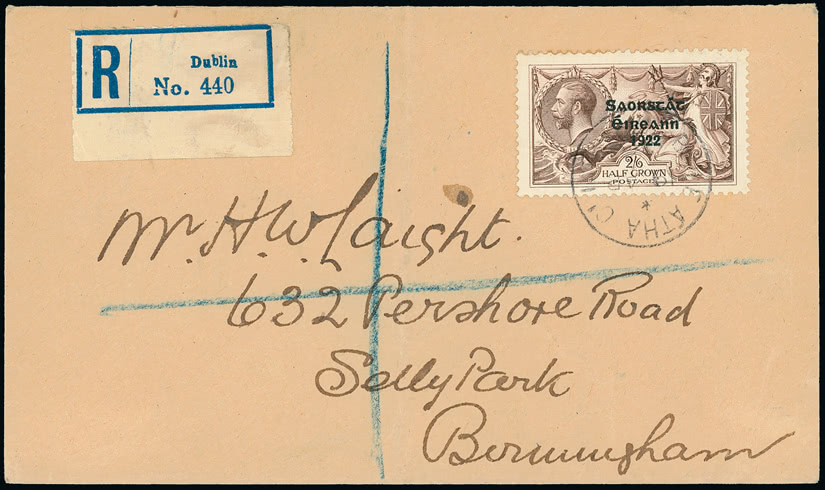 R
Dublin
No. 440
Saorstát
Éireann
1922
2/6
HALF CROWN
POSTAGE
ATHA
Mr. H. W. Laight.
632 Pershore Road
Selly Park
Birmingham